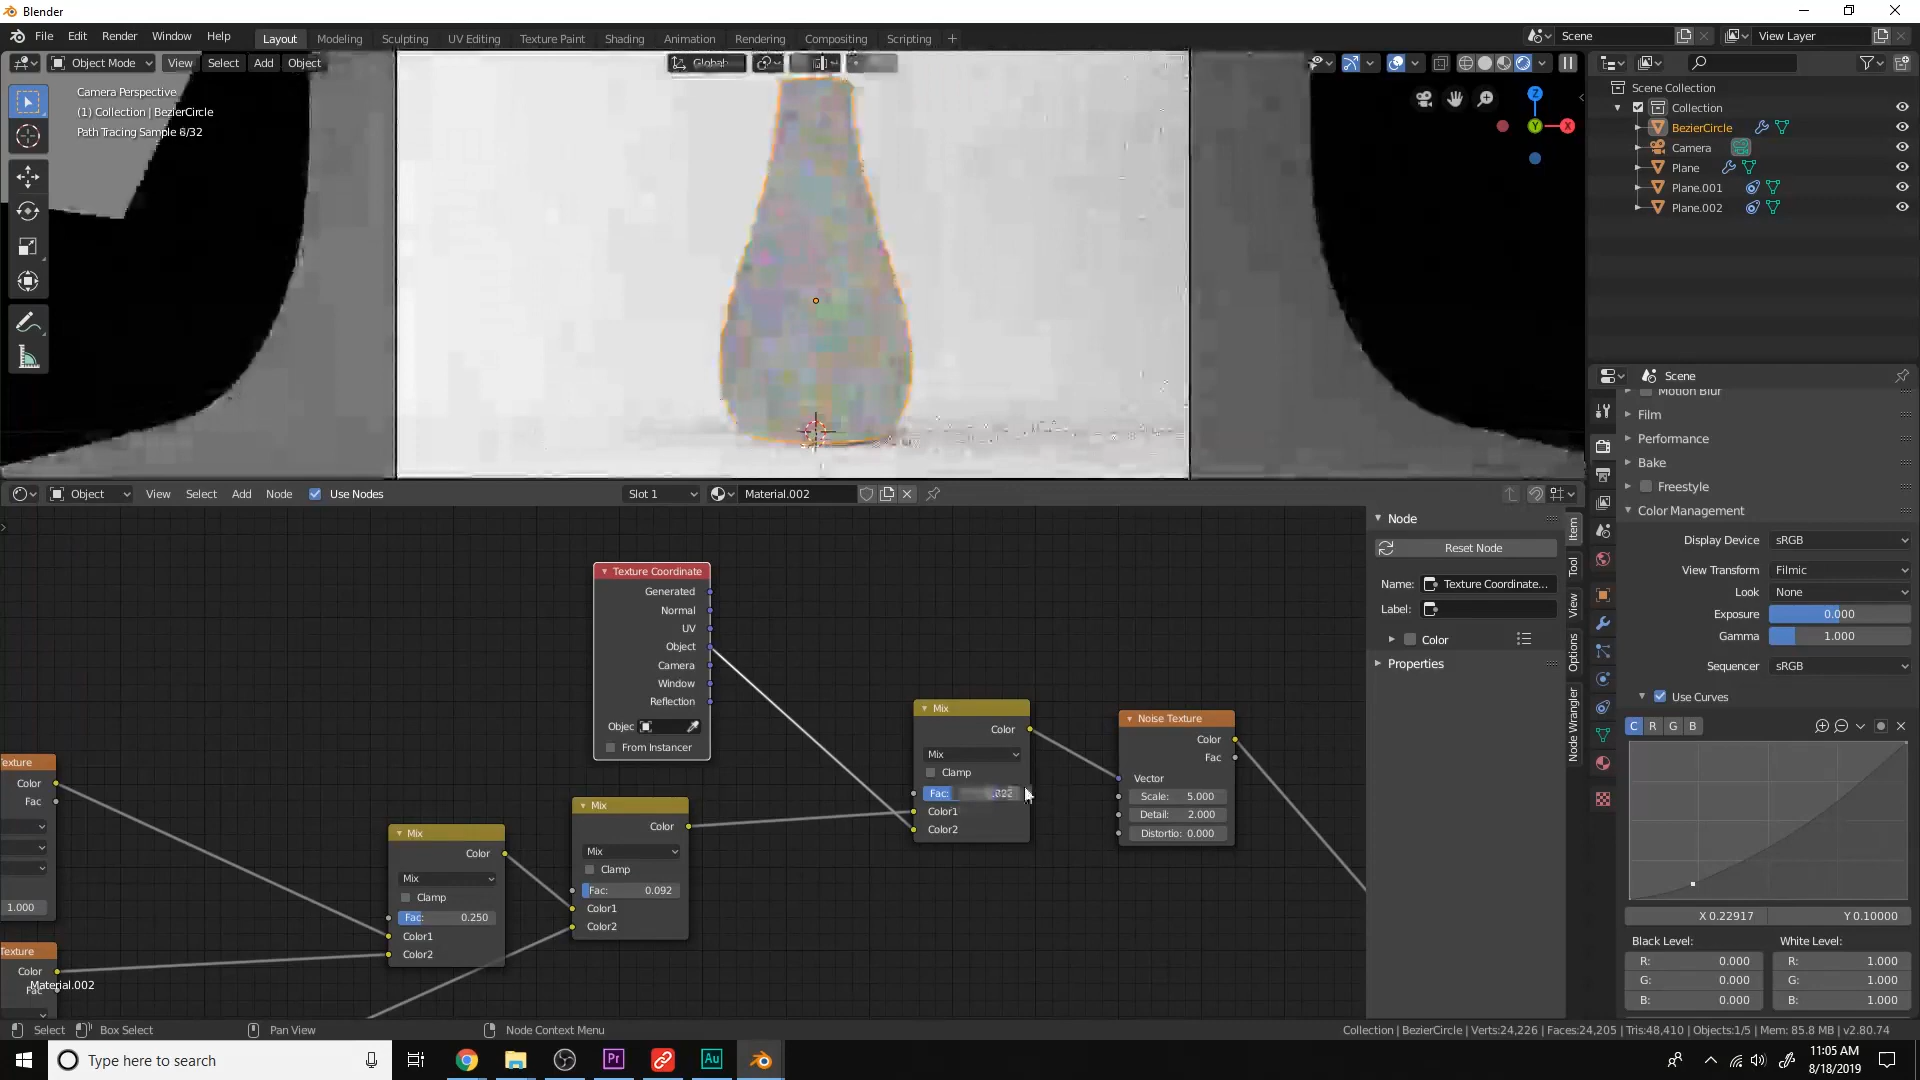 Blender
File Edit Render Window Help
Layout Modeling Sculpting UV Editing Texture Paint Shading Animation Rendering Compositing Scripting +
Scene
View Layer
Object Mode View Select Add Object
Global
Camera Perspective
(1) Collection | BezierCircle
Path Tracing Sample 6/32
Z
Y
X
Scene Collection
Collection
BezierCircle
Camera
Plane
Plane.001
Plane.002
Object View Select Add Node Use Nodes
Slot 1
Material.002
Texture Coordinate
Generated
Normal
UV
Object
Camera
Window
Reflection
Objec
From Instancer
exture
Color
Fac
1.000
exture
Color
Fac
Material.002
Mix
Color
Mix
Clamp
Fac: 0.250
Color1
Color2
Mix
Color
Mix
Clamp
Fac: 0.092
Color1
Color2
Mix
Color
Mix
Clamp
Fac:
Color1
Color2
Noise Texture
Color
Fac
Vector
Scale: 5.000
Detail: 2.000
Distortio: 0.000
Node
Reset Node
Name: Texture Coordinate...
Label:
Color
Properties
Item
Tool
View
Options
Node Wrangler
Scene
Motion Blur
Film
Performance
Bake
Freestyle
Color Management
Display Device sRGB
View Transform Filmic
Look None
Exposure 0.000
Gamma 1.000
Sequencer sRGB
Use Curves
C R G B
X 0.22917 Y 0.10000
Black Level: White Level:
R: 0.000 R: 1.000
G: 0.000 G: 1.000
B: 0.000 B: 1.000
Select Box Select Pan View Node Context Menu
Collection | BezierCircle | Verts:24,226 | Faces:24,205 | Tris:48,410 | Objects:1/5 | Mem: 85.8 MB | v2.80.74
Type here to search
Pr
Au
11:05 AM
8/18/2019